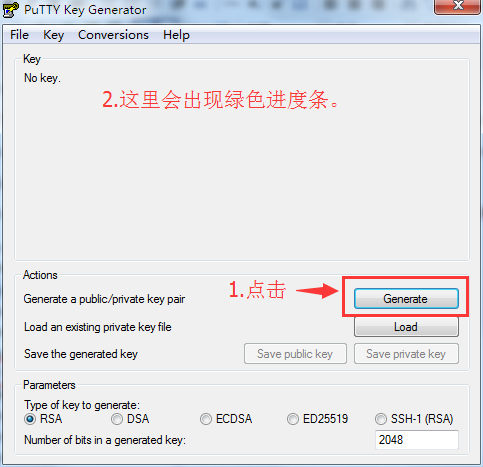 PuTTY Key Generator
File Key Conversions Help
Key
No key.
2.这里会出现绿色进度条。
Actions
Generate a public/private key pair
1.点击
Generate
Load an existing private key file
Load
Save the generated key
Save public key
Save private key
Parameters
Type of key to generate:
RSA DSA ECDSA ED25519 SSH-1 (RSA)
Number of bits in a generated key:
2048